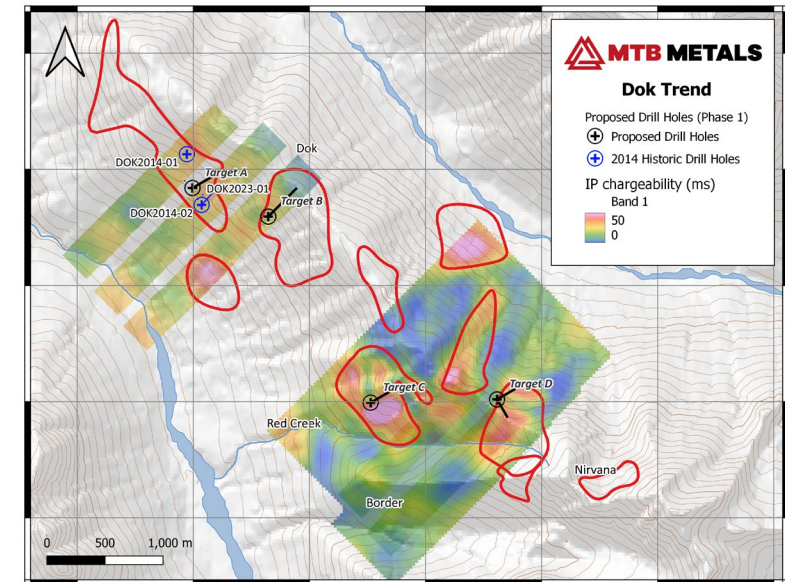 MTB METALS
Dok Trend
Proposed Drill Holes (Phase 1)
Proposed Drill Holes
2014 Historic Drill Holes
IP chargeability (ms)
Band 1
50
0
Dok
DOK2014-01
Target A
DOK2023-01
DOK2014-02
Target B
Target C
Target D
Red Creek
Nirvana
Border
0 500 1,000 m